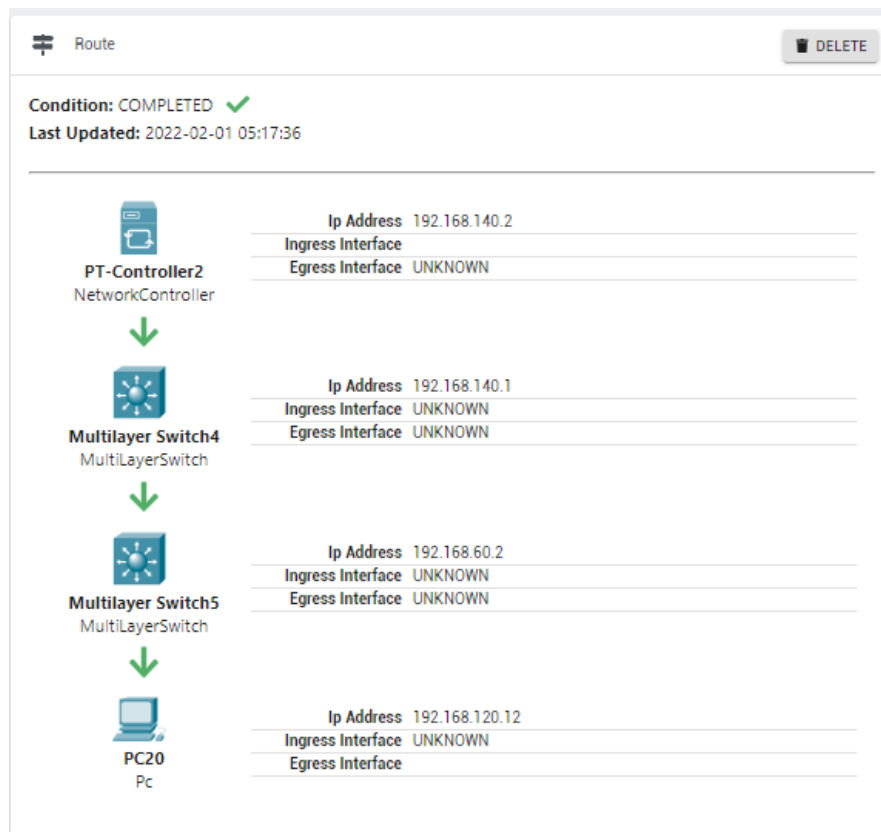 Route
DELETE
Condition: COMPLETED
Last Updated: 2022-02-01 05:17:36
Ip Address 192.168.140.2
Ingress Interface
Egress Interface UNKNOWN
PT-Controller2
NetworkController
Ip Address 192.168.140.1
Ingress Interface UNKNOWN
Egress Interface UNKNOWN
Multilayer Switch4
MultiLayerSwitch
Ip Address 192.168.60.2
Ingress Interface UNKNOWN
Egress Interface UNKNOWN
Multilayer Switch5
MultiLayerSwitch
Ip Address 192.168.120.12
Ingress Interface UNKNOWN
Egress Interface
PC20
Pc